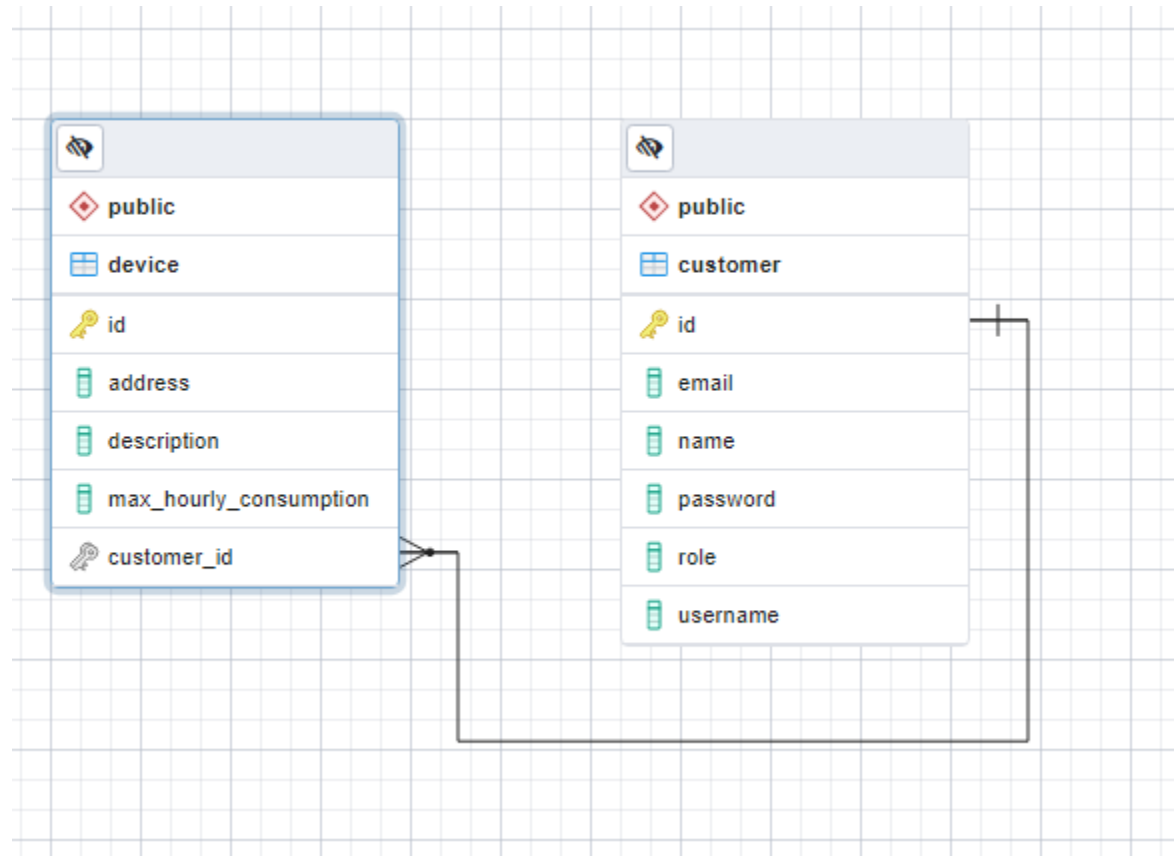 public
device
id
address
description
max_hourly_consumption
customer_id
public
customer
id
email
name
password
role
username